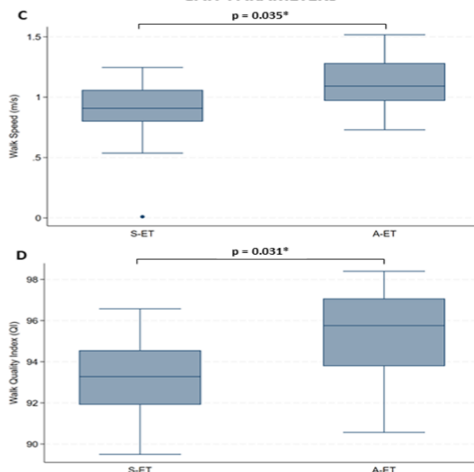 C
p = 0.035*
Walk Speed (m/s)
1.5
1
.5
0
S-ET
A-ET
D
p = 0.031*
Walk Quality Index (QI)
98
96
94
92
90
S-ET
A-ET